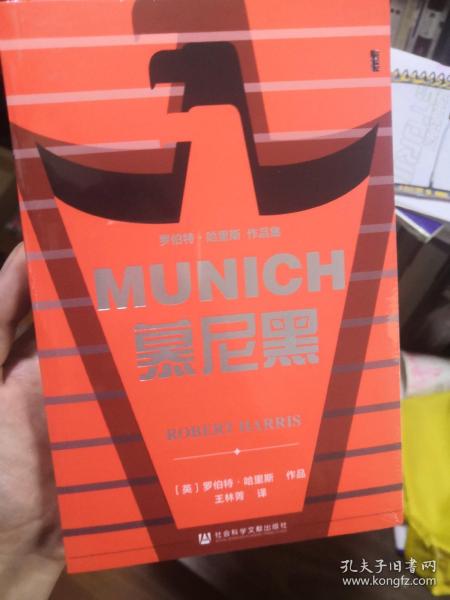 罗伯特·哈里斯 作品集
MUNICH
慕尼黑
ROBERT HARRIS
[英] 罗伯特·哈里斯 作品
王林菁 译
社会科学文献出版社
孔夫子旧书网
www.kongfz.com